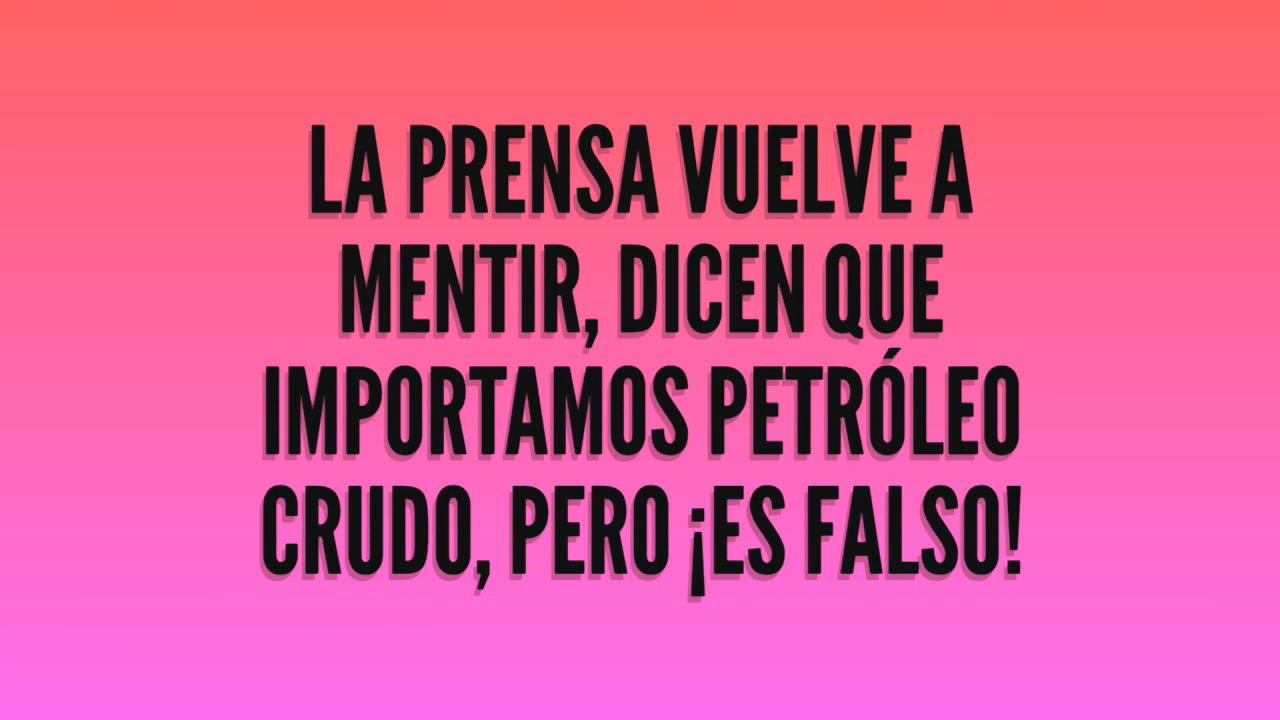 LA PRENSA VUELVE A
MENTIR, DICEN QUE
IMPORTAMOS PETRÓLEO
CRUDO, PERO ¡ES FALSO!